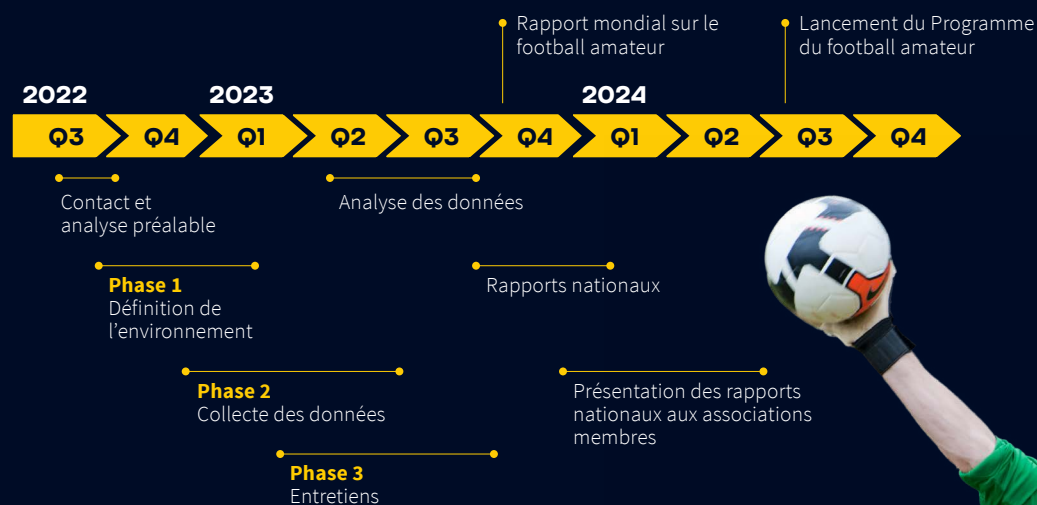 Rapport mondial sur le
football amateur
Lancement du Programme
du football amateur
2022
2023
2024
Q3
Q4
Q1
Q2
Q3
Q4
Q1
Q2
Q3
Q4
Contact et
analyse préalable
Analyse des données
Phase 1
Définition de
l’environnement
Rapports nationaux
Phase 2
Collecte des données
Présentation des rapports
nationaux aux associations
membres
Phase 3
Entretiens